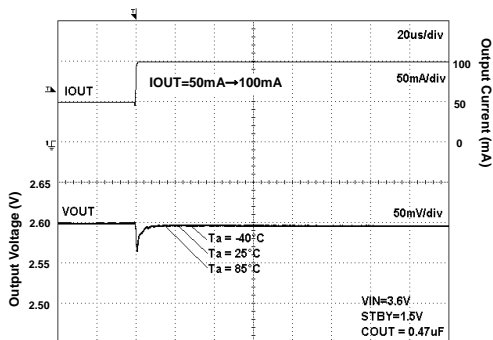 20us/div
IOUT=50mA→100mA
50mA/div
IOUT
100
50
0
Output Current (mA)
2.65
2.60
2.55
2.50
Output Voltage (V)
VOUT
50mV/div
Ta = -40°C
Ta = 25°C
Ta = 85°C
VIN=3.6V
STBY=1.5V
COUT = 0.47uF